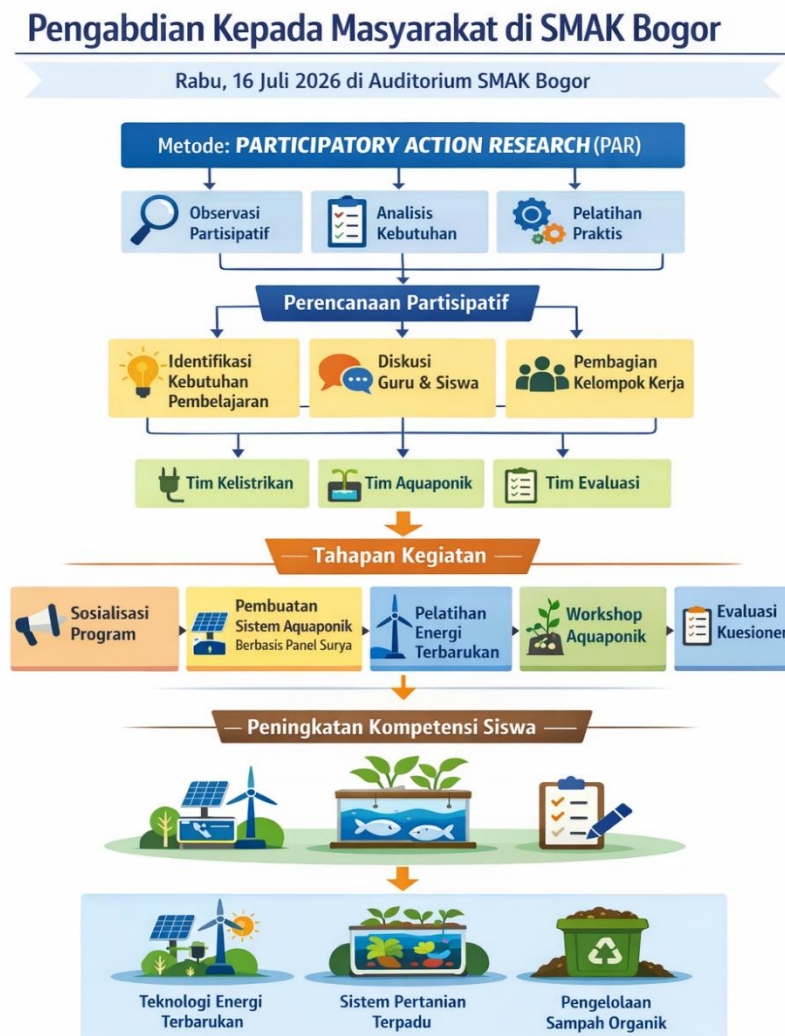 Pengabdian Kepada Masyarakat di SMAK Bogor
Rabu, 16 Juli 2026 di Auditorium SMAK Bogor
Metode: PARTICIPATORY ACTION RESEARCH (PAR)
Observasi
Partisipatif
Analisis
Kebutuhan
Pelatihan
Praktis
Perencanaan Partisipatif
Identifikasi
Kebutuhan
Pembelajaran
Diskusi
Guru & Siswa
Pembagian
Kelompok Kerja
Tim Kelistrikan
Tim Aquaponik
Tim Evaluasi
Tahapan Kegiatan
Sosialisasi
Program
Pembuatan
Sistem Aquaponik
Berbasis Panel Surya
Pelatihan
Energi
Terbarukan
Workshop
Aquaponik
Evaluasi
Kuesioner
Peningkatan Kompetensi Siswa
Teknologi Energi
Terbarukan
Sistem Pertanian
Terpadu
Pengelolaan
Sampah Organik